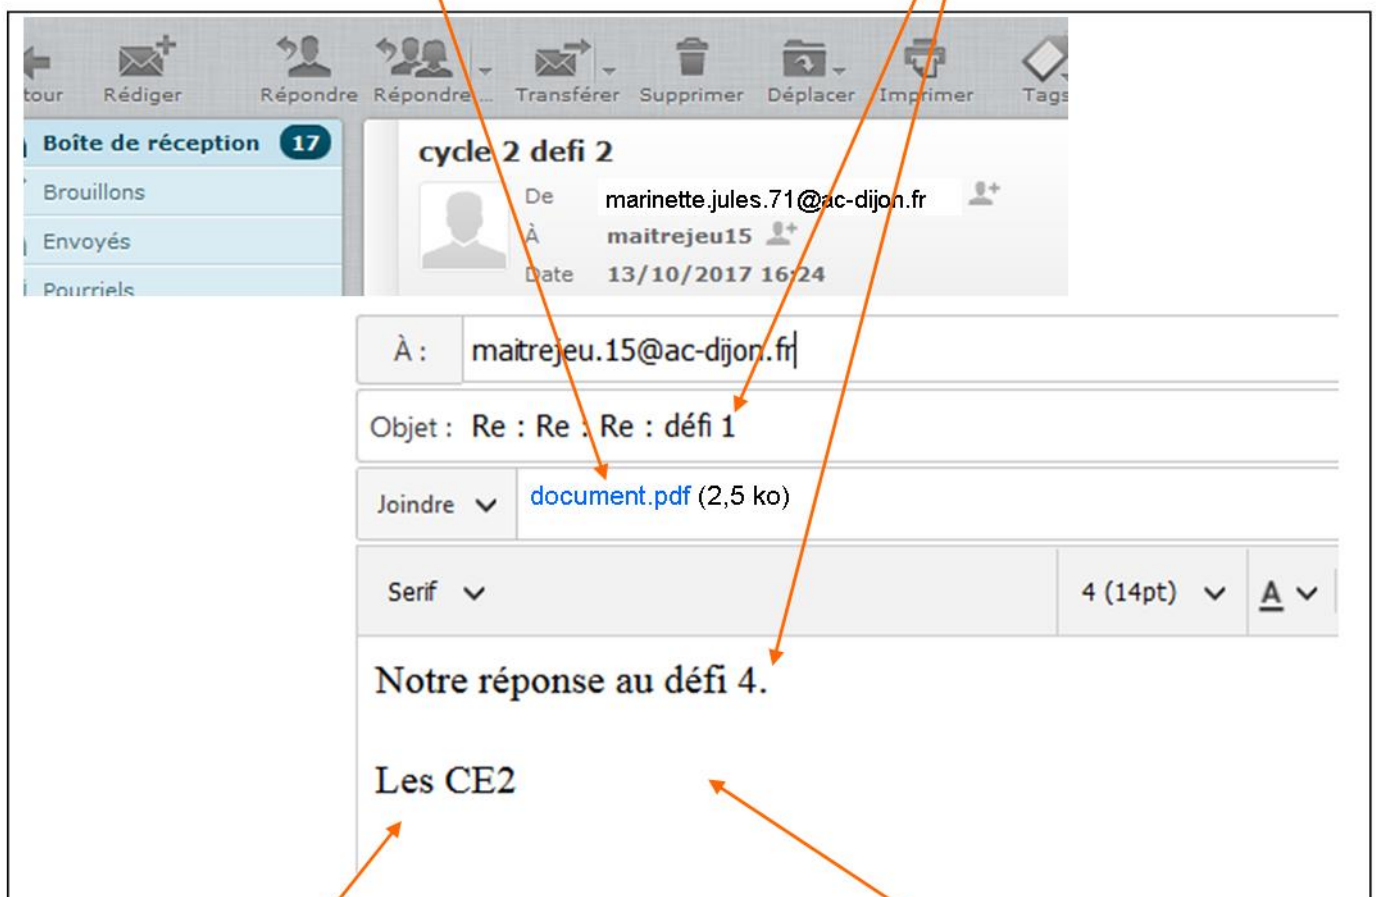 tour Rédiger Répondre Répondre ... Transférer Supprimer Déplacer Imprimer Tags
Boîte de réception 17
Brouillons
Envoyés
Pourriels
cycle 2 defi 2
De marinette.jules.71@ac-dijon.fr
À maitrejeu15
Date 13/10/2017 16:24
À : maitrejeu.15@ac-dijon.fr
Objet : Re : Re : Re : défi 1
Joindre document.pdf (2,5 ko)
Serif 4 (14pt) A
Notre réponse au défi 4.
Les CE2